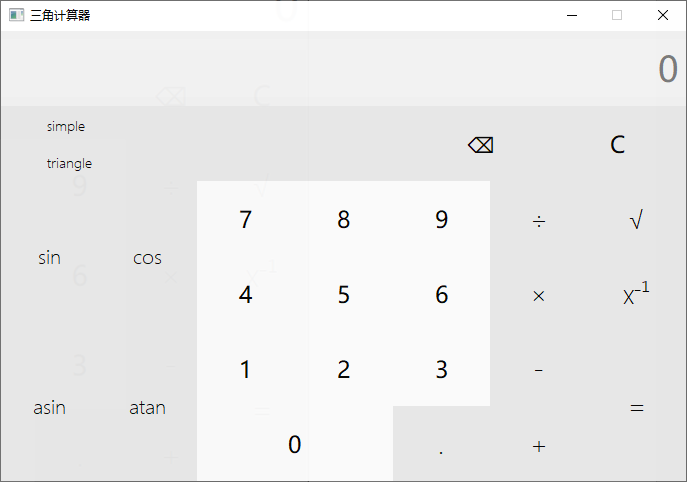 三角计算器
0
simple
⌫ C
triangle
7 8 9 ÷ √
sin cos
4 5 6 × X⁻¹
1 2 3 -
asin atan =
0 . +